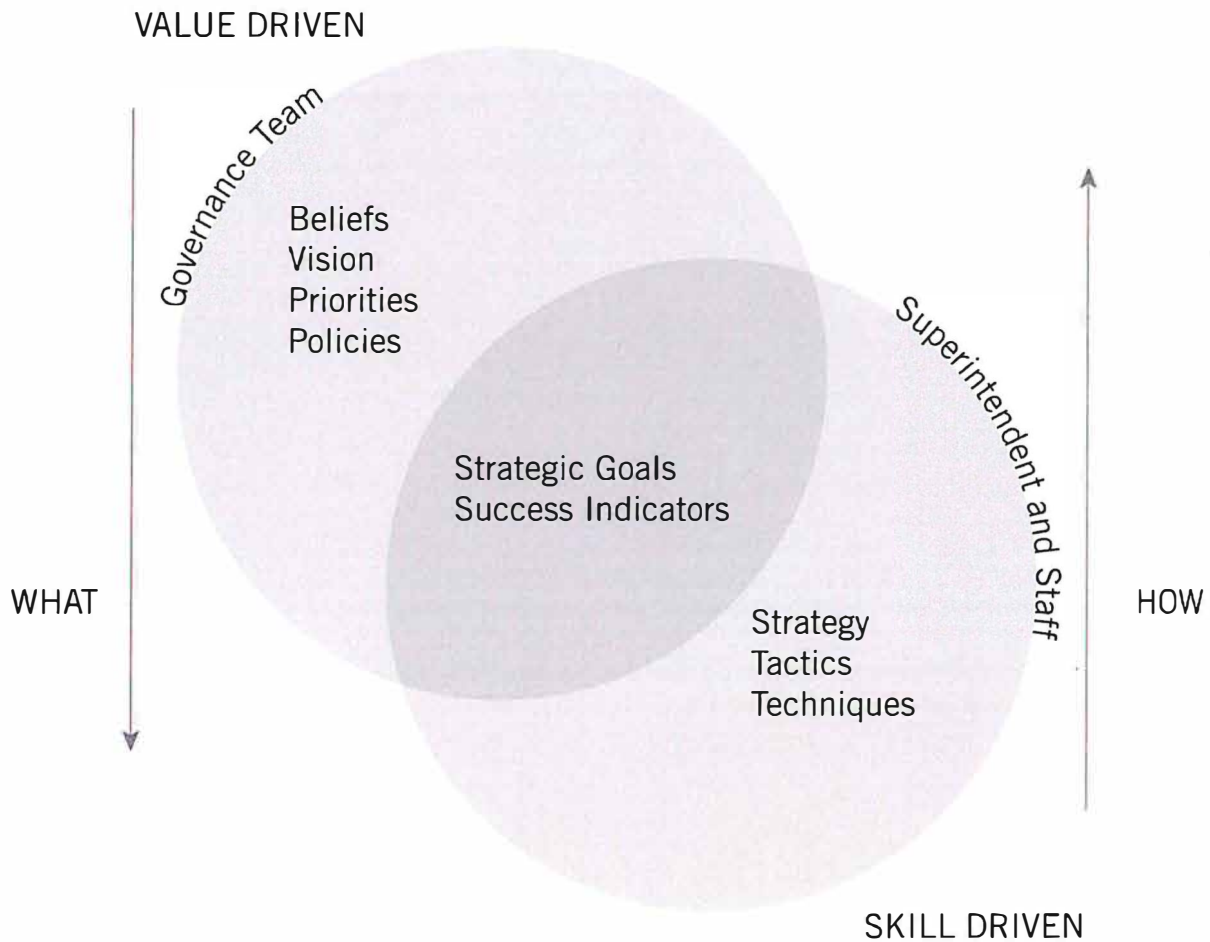 VALUE DRIVEN
Governance Team
Beliefs
Vision
Priorities
Policies
Superintendent and Staff
Strategic Goals
Success Indicators
WHAT
HOW
Strategy
Tactics
Techniques
SKILL DRIVEN